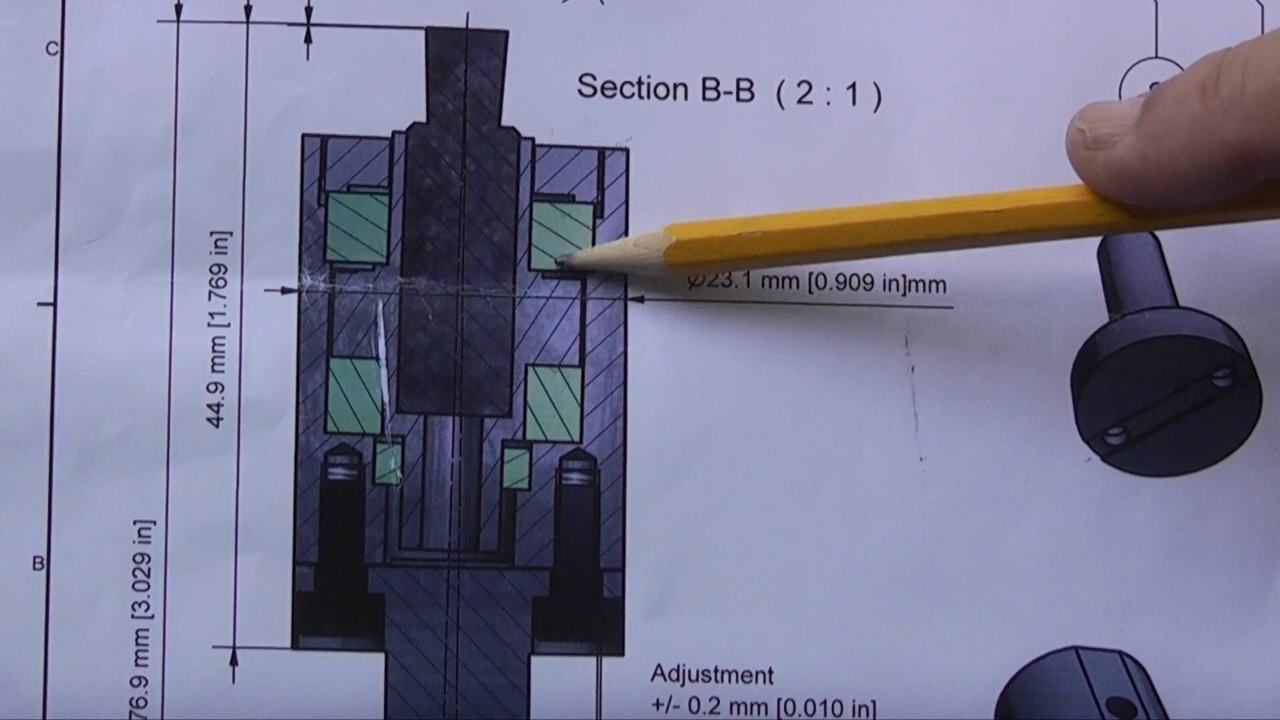 C
Section B-B ( 2 : 1 )
44.9 mm [1.769 in]
⌀23.1 mm [0.909 in]mm
76.9 mm [3.029 in]
B
Adjustment
+/- 0.2 mm [0.010 in]